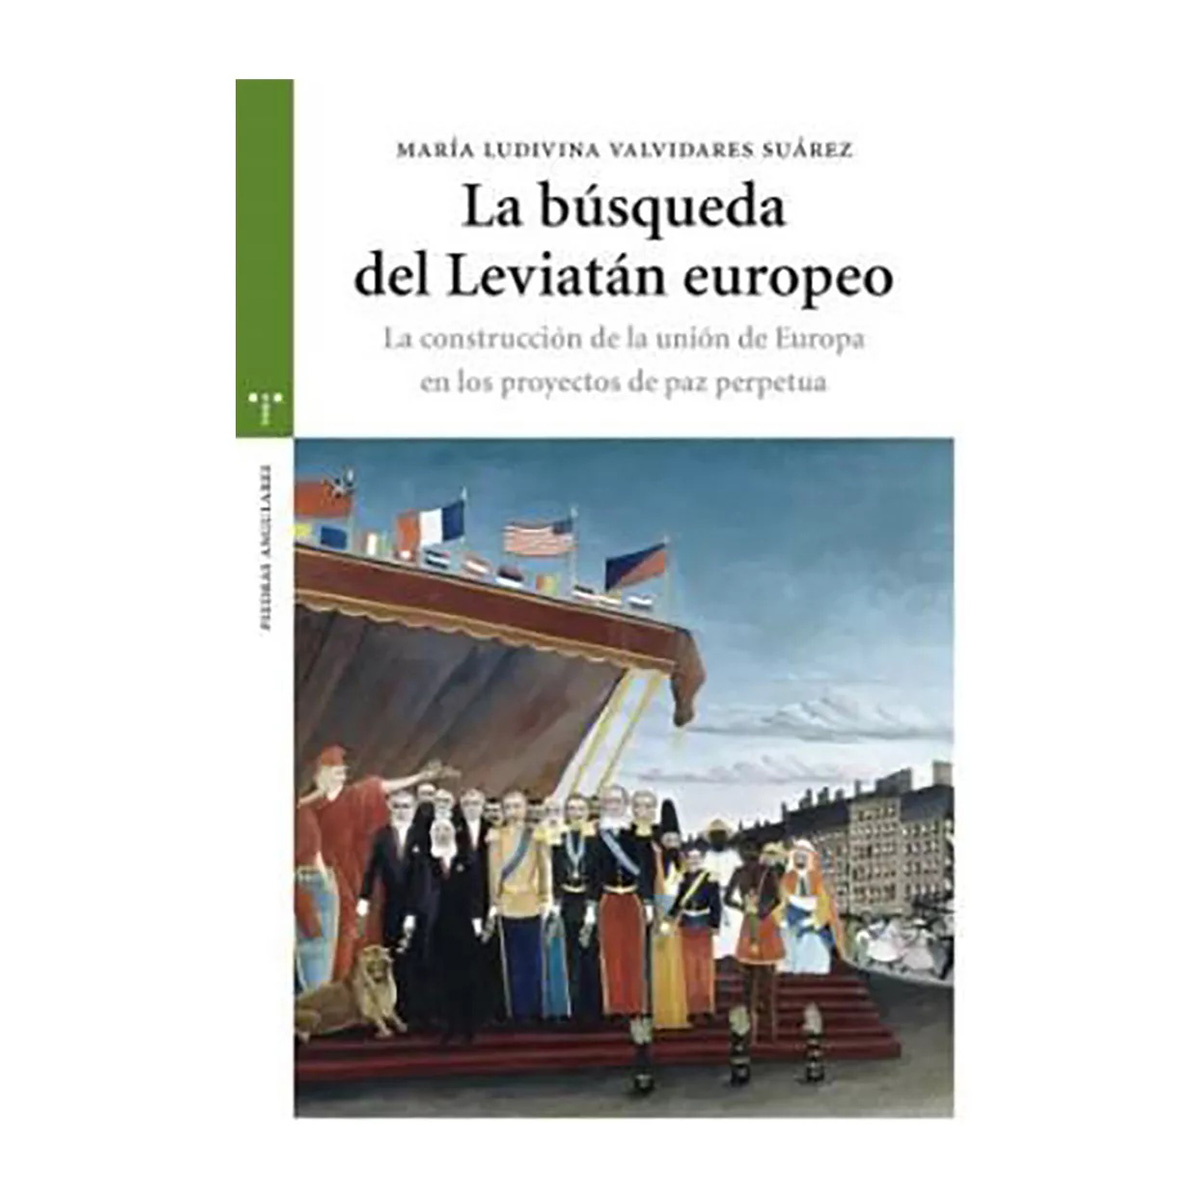 MARÍA LUDIVINA VALVIDARES SUÁREZ
La búsqueda
del Leviatán europeo
La construcción de la unión de Europa
en los proyectos de paz perpetua
PIEDRAS ANGULARES